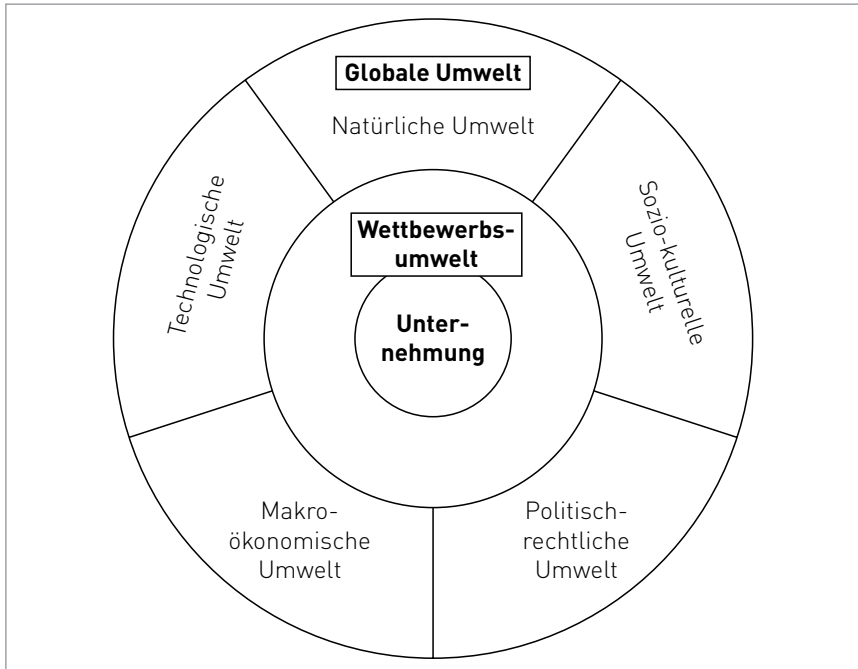 Globale Umwelt
Natürliche Umwelt
Technologische
Umwelt
Sozio-kulturelle
Umwelt
Wettbewerbs-
umwelt
Unter-
nehmung
Makro-
ökonomische
Umwelt
Politisch-
rechtliche
Umwelt